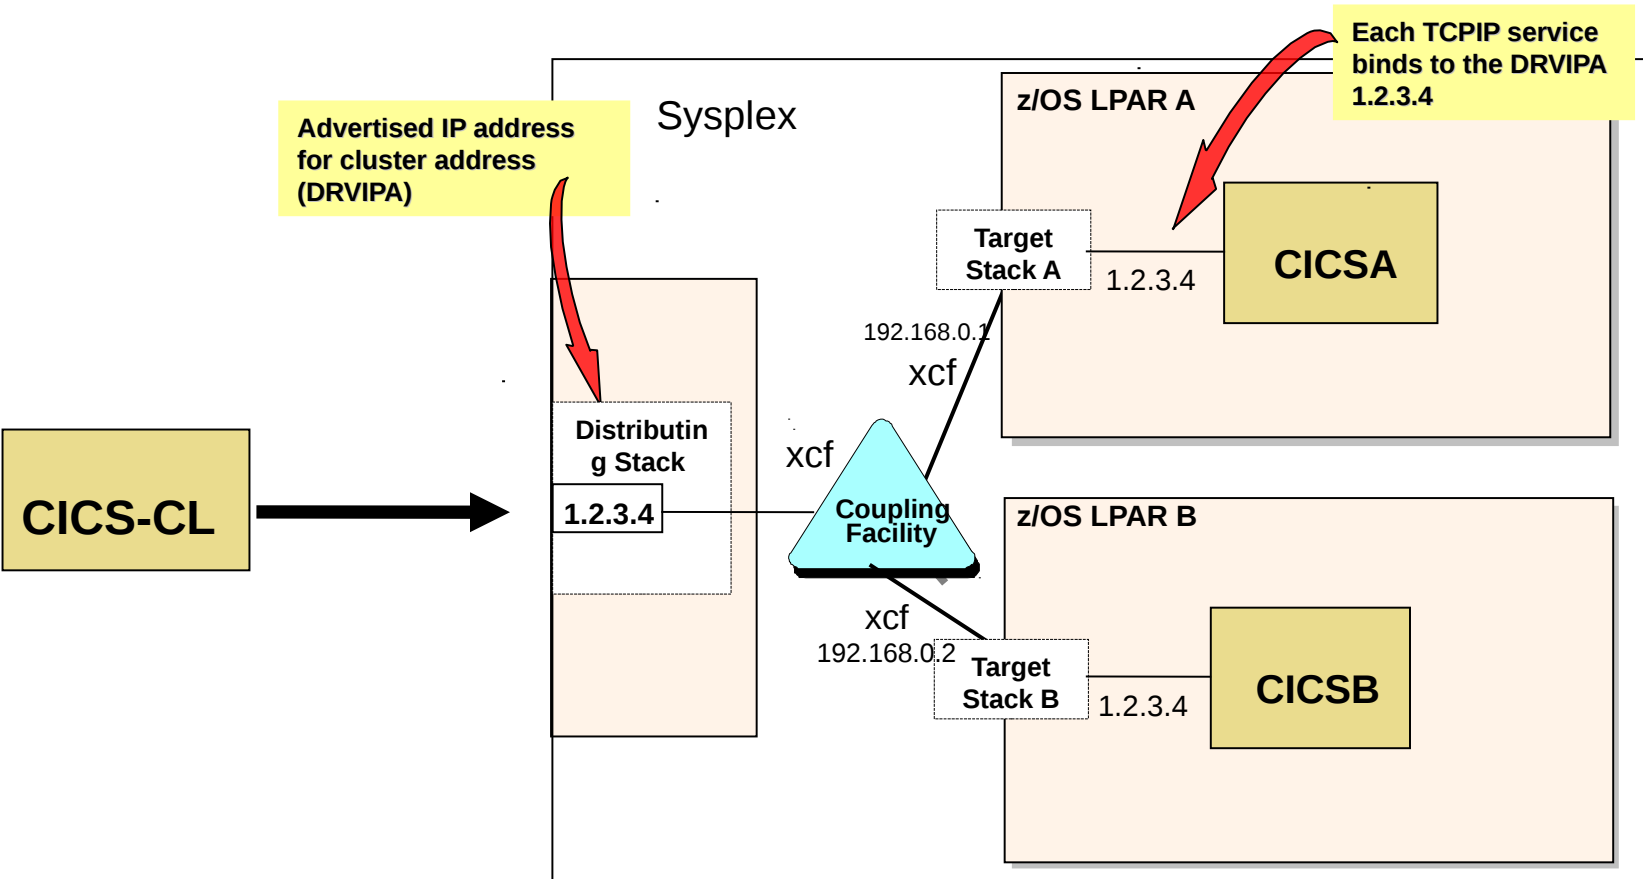 Each TCPIP service
binds to the DRVIPA
1.2.3.4
z/OS LPAR A
Sysplex
Advertised IP address
for cluster address
(DRVIPA)
Target
Stack A
1.2.3.4
CICSA
192.168.0.1
xcf
Distributin
g Stack
1.2.3.4
xcf
Coupling
Facility
CICS-CL
z/OS LPAR B
xcf
192.168.0.2
Target
Stack B
1.2.3.4
CICSB